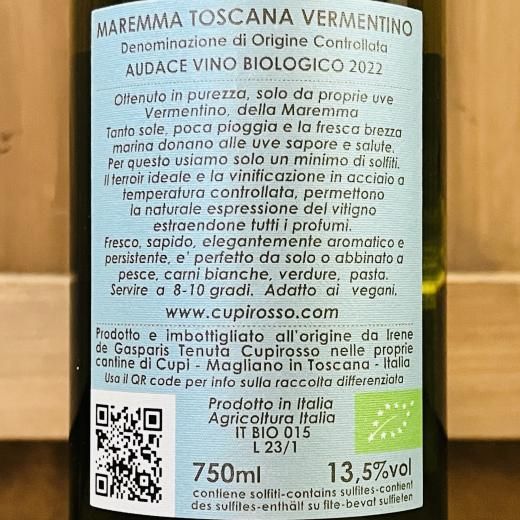 MAREMMA TOSCANA VERMENTINO
Denominazione di Origine Controllata
AUDACE VINO BIOLOGICO 2022
Ottenuto in purezza, solo da proprie uve
Vermentino, della Maremma
Tanto sole, poca pioggia e la fresca brezza
marina donano alle uve sapore e salute.
Per questo usiamo solo un minimo di solfiti.
Il terroir ideale e la vinificazione in acciaio a
temperatura controllata, permettono
la naturale espressione del vitigno
estraendone tutti i profumi.
Fresco, sapido, elegantemente aromatico e
persistente, e' perfetto da solo o abbinato a
pesce, carni bianche, verdure, pasta.
Servire a 8-10 gradi. Adatto ai vegani.
www.cupirosso.com
Prodotto e imbottigliato all'origine da Irene
de Gasparis Tenuta Cupirosso nelle proprie
cantine di Cupi - Magliano in Toscana - Italia
Usa il QR code per info sulla raccolta differenziata
Prodotto in Italia
Agricoltura Italia
IT BIO 015
L 23/1
750ml 13,5%vol
contiene solfiti-contains sulfites-contient
des sulfites-enthält su fite-bevat sulfieten